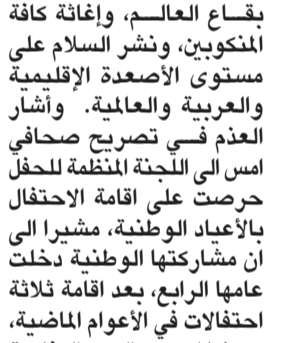 بقاع العالم، وإغاثة كافة
المنكوبين، ونشر السلام على
مستوى الأصعدة الإقليمية
والعربية والعالمية. وأشار
العذم في تصريح صحافي
امس الى اللجنة المنظمة للحفل
حرصت على اقامة الاحتفال
بالأعياد الوطنية، مشيرا الى
ان مشاركتها الوطنية دخلت
عامها الرابع، بعد اقامة ثلاثة
احتفالات في الأعوام الماضية،